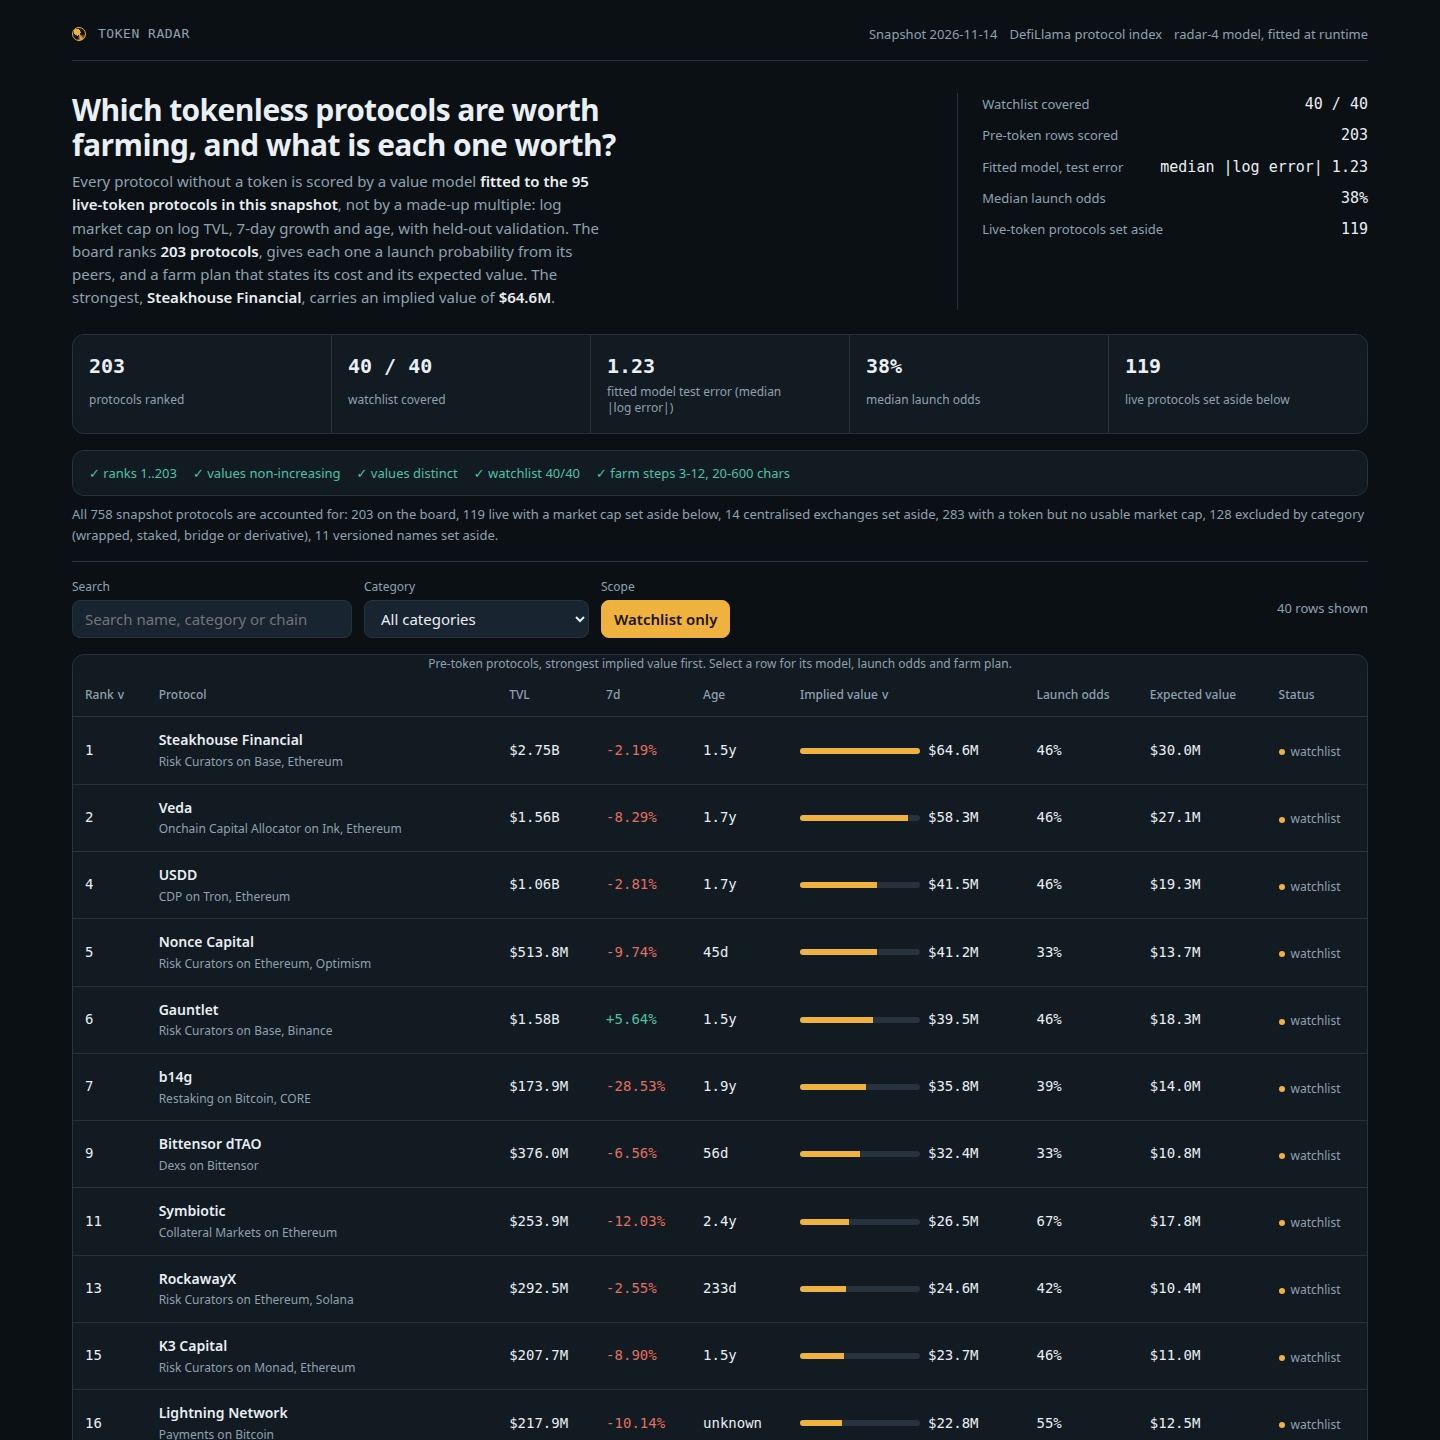 TOKEN RADAR
Snapshot 2026-11-14 DefiLlama protocol index radar-4 model, fitted at runtime
Which tokenless protocols are worth
farming, and what is each one worth?
Every protocol without a token is scored by a value model fitted to the 95
live-token protocols in this snapshot, not by a made-up multiple: log
market cap on log TVL, 7-day growth and age, with held-out validation. The
board ranks 203 protocols, gives each one a launch probability from its
peers, and a farm plan that states its cost and its expected value. The
strongest, Steakhouse Financial, carries an implied value of $64.6M.
Watchlist covered 40 / 40
Pre-token rows scored 203
Fitted model, test error median |log error| 1.23
Median launch odds 38%
Live-token protocols set aside 119
203
protocols ranked
40 / 40
watchlist covered
1.23
fitted model test error (median
|log error|)
38%
median launch odds
119
live protocols set aside below
✓ ranks 1..203 ✓ values non-increasing ✓ values distinct ✓ watchlist 40/40 ✓ farm steps 3-12, 20-600 chars
All 758 snapshot protocols are accounted for: 203 on the board, 119 live with a market cap set aside below, 14 centralised exchanges set aside, 283 with a token but no usable market cap, 128 excluded by category
(wrapped, staked, bridge or derivative), 11 versioned names set aside.
Search Category Scope
Search name, category or chain All categories Watchlist only
40 rows shown
Pre-token protocols, strongest implied value first. Select a row for its model, launch odds and farm plan.
Rank v Protocol TVL 7d Age Implied value v Launch odds Expected value Status
1 Steakhouse Financial $2.75B -2.19% 1.5y $64.6M 46% $30.0M watchlist
Risk Curators on Base, Ethereum
2 Veda $1.56B -8.29% 1.7y $58.3M 46% $27.1M watchlist
Onchain Capital Allocator on Ink, Ethereum
4 USDD $1.06B -2.81% 1.7y $41.5M 46% $19.3M watchlist
CDP on Tron, Ethereum
5 Nonce Capital $513.8M -9.74% 45d $41.2M 33% $13.7M watchlist
Risk Curators on Ethereum, Optimism
6 Gauntlet $1.58B +5.64% 1.5y $39.5M 46% $18.3M watchlist
Risk Curators on Base, Binance
7 b14g $173.9M -28.53% 1.9y $35.8M 39% $14.0M watchlist
Restaking on Bitcoin, CORE
9 Bittensor dTAO $376.0M -6.56% 56d $32.4M 33% $10.8M watchlist
Dexs on Bittensor
11 Symbiotic $253.9M -12.03% 2.4y $26.5M 67% $17.8M watchlist
Collateral Markets on Ethereum
13 RockawayX $292.5M -2.55% 233d $24.6M 42% $10.4M watchlist
Risk Curators on Ethereum, Solana
15 K3 Capital $207.7M -8.90% 1.5y $23.7M 46% $11.0M watchlist
Risk Curators on Monad, Ethereum
16 Lightning Network $217.9M -10.14% unknown $22.8M 55% $12.5M watchlist
Payments on Bitcoin